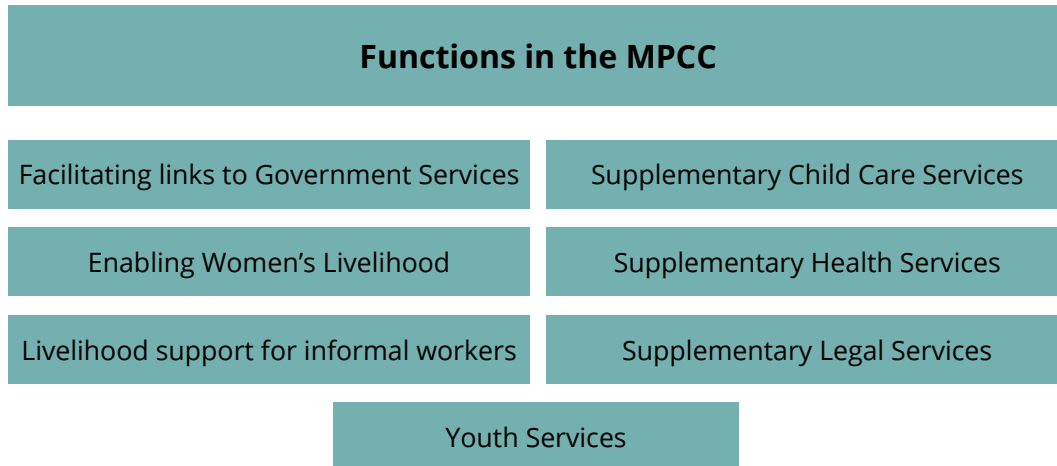 Functions in the MPCC
Facilitating links to Government Services
Supplementary Child Care Services
Enabling Women’s Livelihood
Supplementary Health Services
Livelihood support for informal workers
Supplementary Legal Services
Youth Services